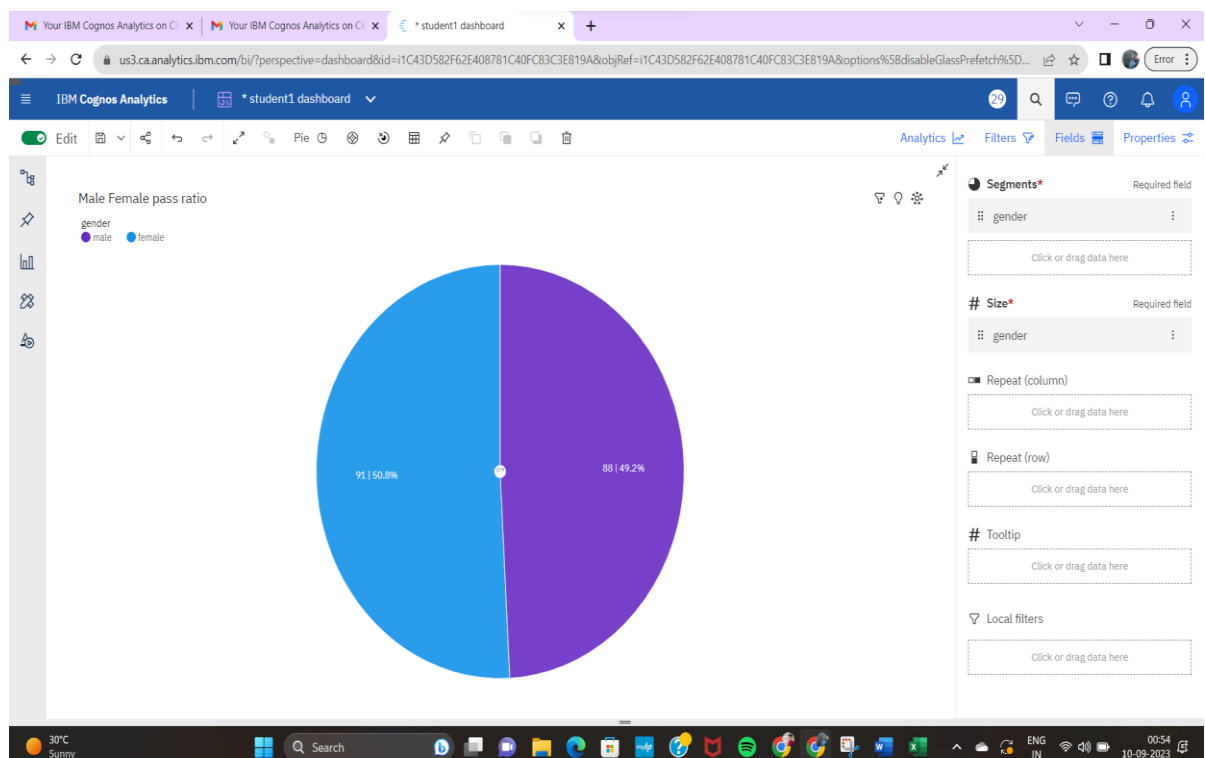 Your IBM Cognos Analytics on Cl
Your IBM Cognos Analytics on Cl
* student1 dashboard
us3.ca.analytics.ibm.com/bi/?perspective=dashboard&id=i1C43D582F62E408781C40FC83C3E819A&objRef=i1C43D582F62E408781C40FC83C3E819A&options%5BdisableGlassPrefetch%5D...
Error
IBM Cognos Analytics
* student1 dashboard
29
Edit
Pie
Analytics
Filters
Fields
Properties
Male Female pass ratio
gender
male female
91 | 50.8%
88 | 49.2%
Segments*
Required field
gender
Click or drag data here
# Size*
Required field
gender
Repeat (column)
Click or drag data here
Repeat (row)
Click or drag data here
# Tooltip
Click or drag data here
Local filters
Click or drag data here
30°C
Sunny
Search
ENG
IN
00:54
10-09-2023